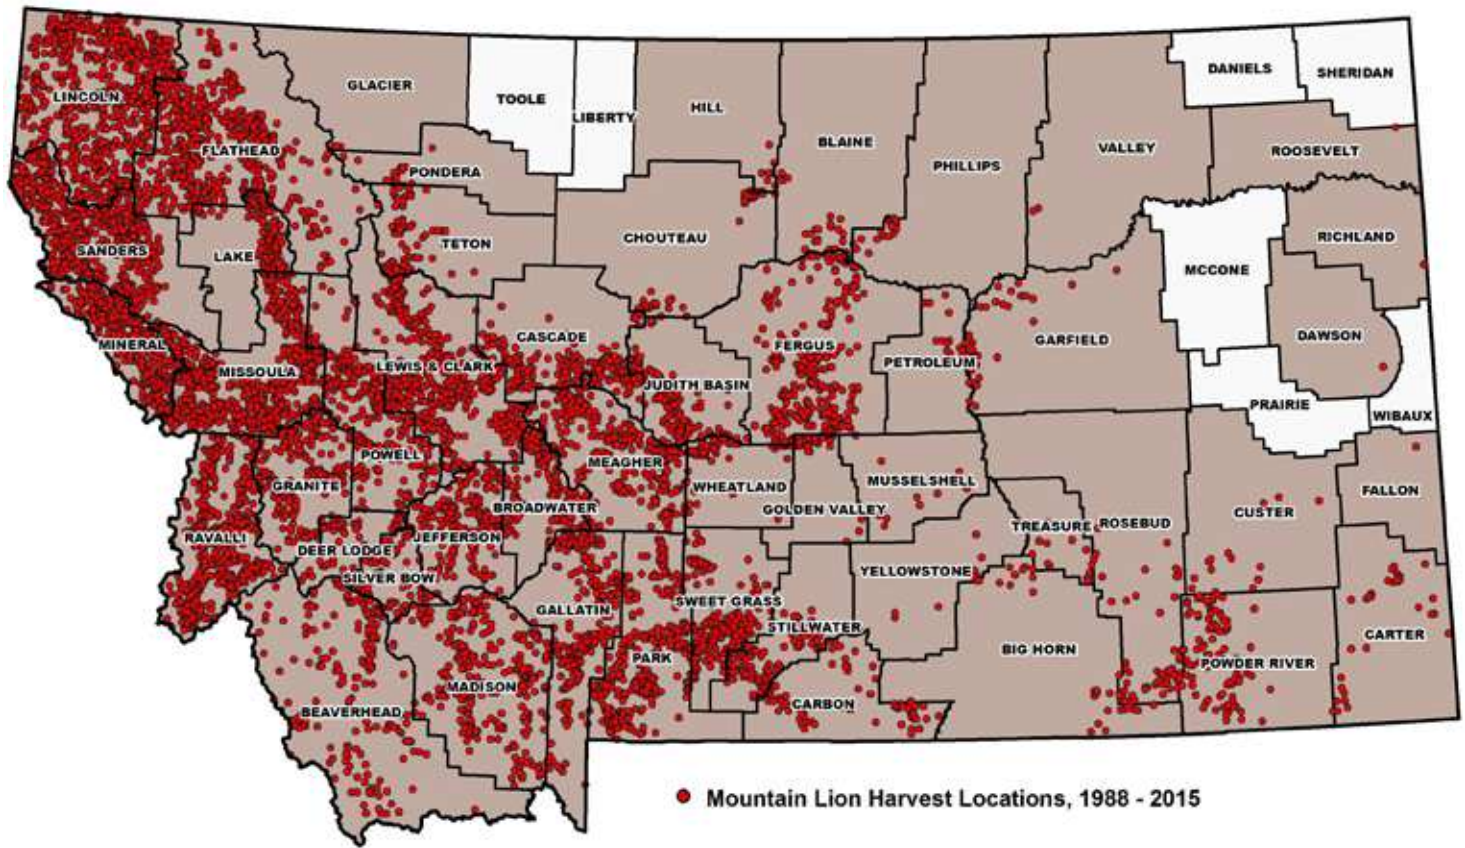 DANIELS
SHERIDAN
GLACIER
TOOLE
LINCOLN
LIBERTY
HILL
BLAINE
FLATHEAD
VALLEY
ROOSEVELT
PHILLIPS
PONDERA
CHOUTEAU
RICHLAND
TETON
SANDERS
LAKE
MCCONE
CASCADE
GARFIELD
DAWSON
MINERAL
FERGUS
MISSOULA
LEWIS & CLARK
PETROLEUM
JUDITH BASIN
PRAIRIE
WIBAUX
POWELL
MEAGHER
GRANITE
WHEATLAND
MUSSELSHELL
FALLON
BROADWATER
GOLDEN VALLEY
CUSTER
TREASURE
ROSEBUD
RAVALLI
JEFFERSON
DEER LODGE
SILVER BOW
YELLOWSTONE
GALLATIN
SWEET GRASS
STILLWATER
CARTER
PARK
BIG HORN
POWDER RIVER
MADISON
BEAVERHEAD
CARBON
Mountain Lion Harvest Locations, 1988 - 2015